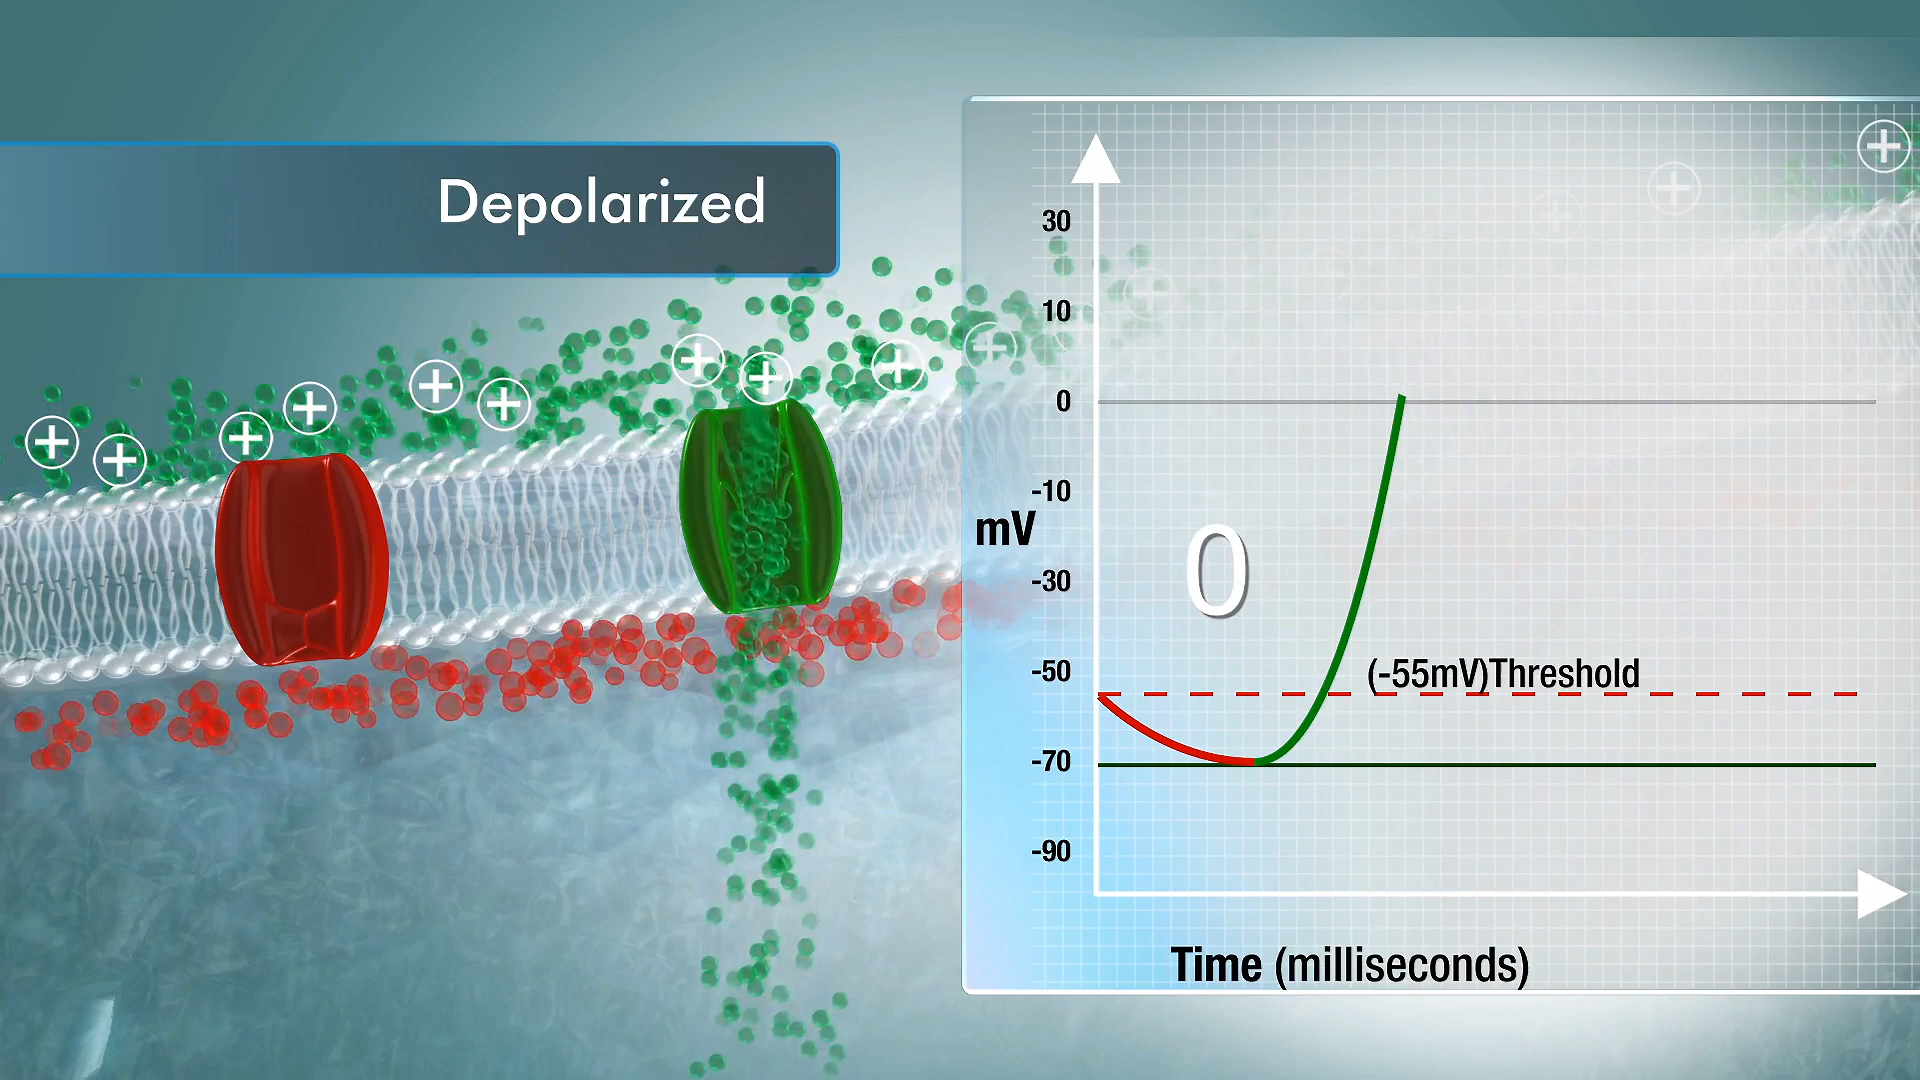 Depolarized
30
10
0
-10
mV
0
-30
-50
(-55mV)Threshold
-70
-90
Time (milliseconds)